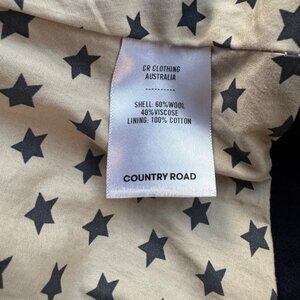 CR CLOTHING
AUSTRALIA
-----------
SHELL: 60%WOOL
40%VISCOSE
LINING: 100% COTTON
COUNTRY ROAD